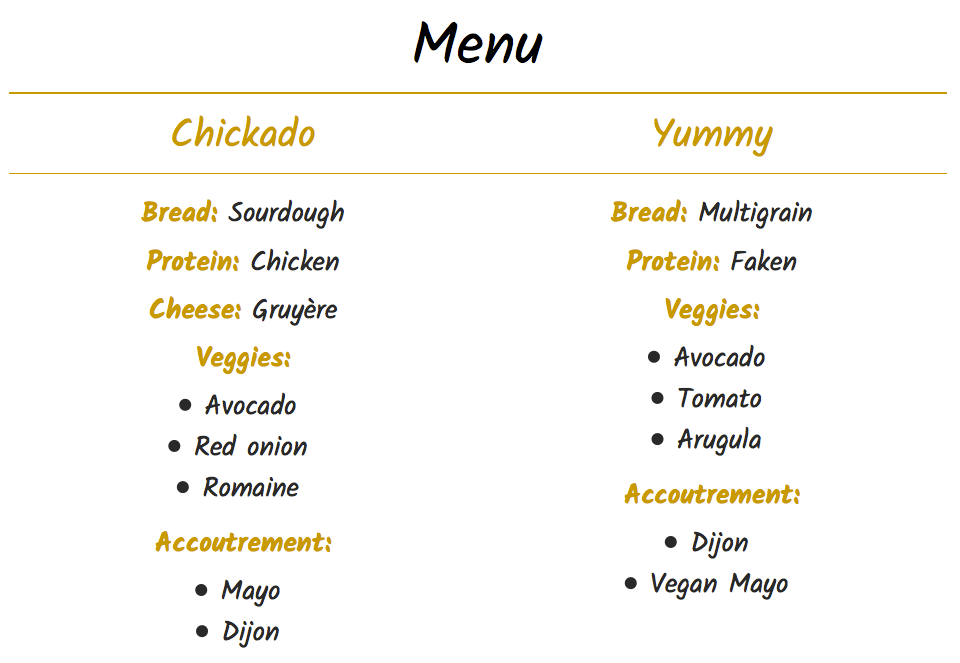 Menu
Chickado
Bread: Sourdough
Protein: Chicken
Cheese: Gruyère
Veggies:
Avocado
Red onion
Romaine
Accoutrement:
Mayo
Dijon
Yummy
Bread: Multigrain
Protein: Faken
Veggies:
Avocado
Tomato
Arugula
Accoutrement:
Dijon
Vegan Mayo